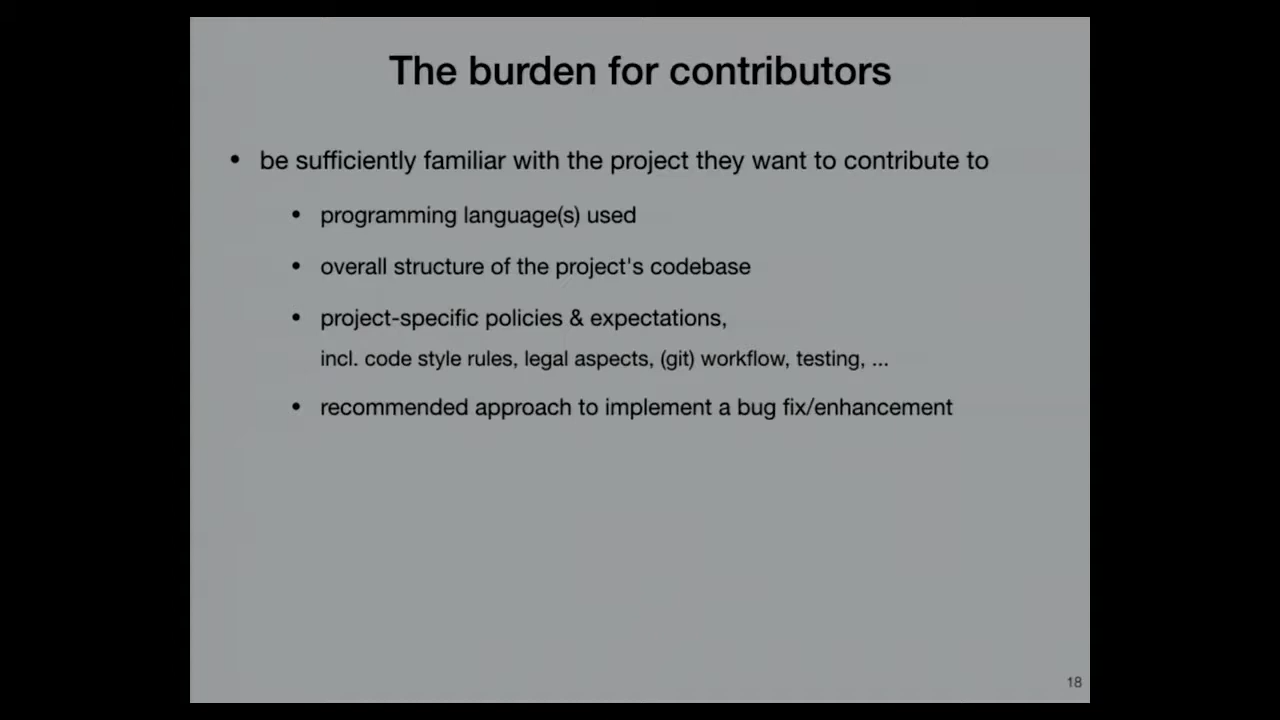 The burden for contributors
• be sufficiently familiar with the project they want to contribute to
• programming language(s) used
• overall structure of the project's codebase
• project-specific policies & expectations,
incl. code style rules, legal aspects, (git) workflow, testing, ...
• recommended approach to implement a bug fix/enhancement
18